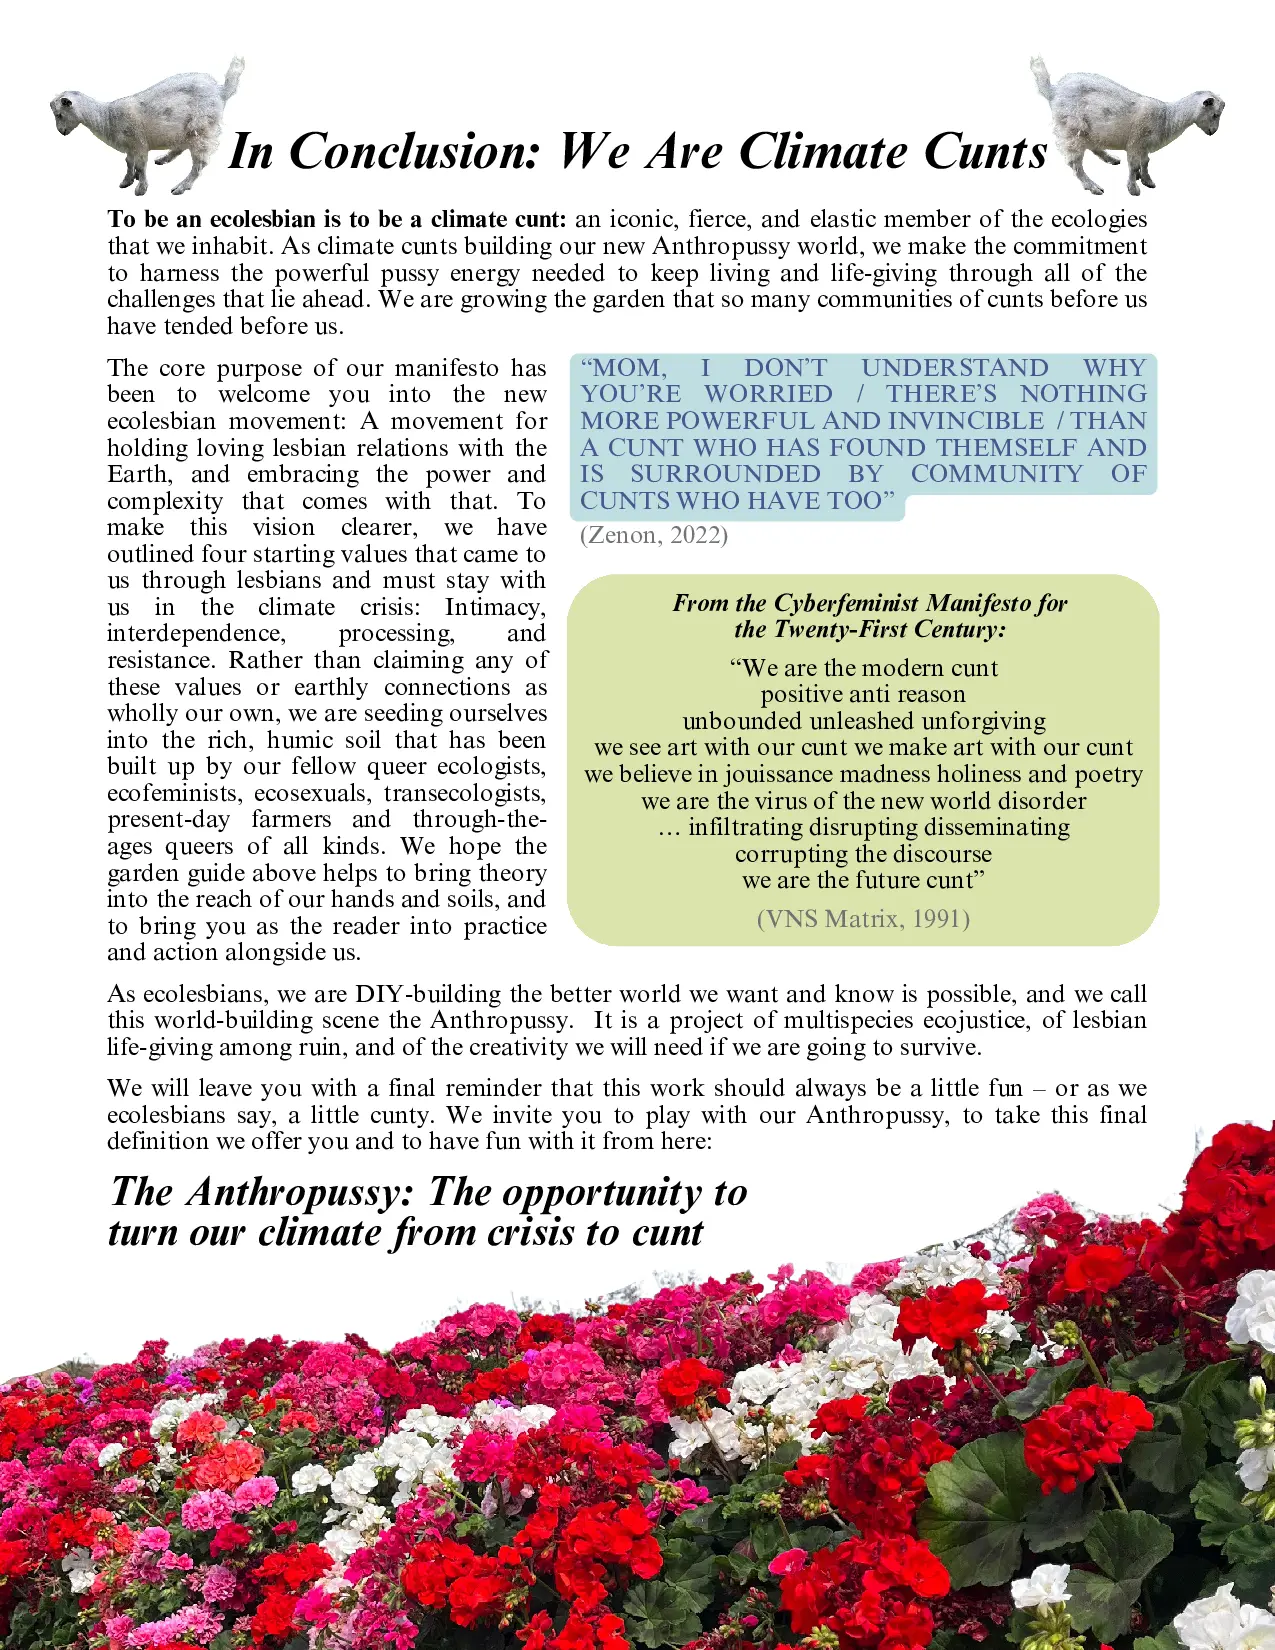 In Conclusion: We Are Climate Cunts
To be an ecolesbian is to be a climate cunt: an iconic, fierce, and elastic member of the ecologies
that we inhabit. As climate cunts building our new Anthropussy world, we make the commitment
to harness the powerful pussy energy needed to keep living and life-giving through all of the
challenges that lie ahead. We are growing the garden that so many communities of cunts before us
have tended before us.
The core purpose of our manifesto has
been to welcome you into the new
ecolesbian movement: A movement for
holding loving lesbian relations with the
Earth, and embracing the power and
complexity that comes with that. To
make this vision clearer, we have
outlined four starting values that came to
us through lesbians and must stay with
us in the climate crisis: Intimacy,
interdependence, processing, and
resistance. Rather than claiming any of
these values or earthly connections as
wholly our own, we are seeding ourselves
into the rich, humic soil that has been
built up by our fellow queer ecologists,
ecofeminists, ecosexuals, transecologists,
present-day farmers and through-the-
ages queers of all kinds. We hope the
garden guide above helps to bring theory
into the reach of our hands and soils, and
to bring you as the reader into practice
and action alongside us.
“MOM, I DON’T UNDERSTAND WHY
YOU’RE WORRIED / THERE’S NOTHING
MORE POWERFUL AND INVINCIBLE / THAN
A CUNT WHO HAS FOUND THEMSELF AND
IS SURROUNDED BY COMMUNITY OF
CUNTS WHO HAVE TOO”
(Zenon, 2022)
From the Cyberfeminist Manifesto for
the Twenty-First Century:
“We are the modern cunt
positive anti reason
unbounded unleashed unforgiving
we see art with our cunt we make art with our cunt
we believe in jouissance madness holiness and poetry
we are the virus of the new world disorder
… infiltrating disrupting disseminating
corrupting the discourse
we are the future cunt”
(VNS Matrix, 1991)
As ecolesbians, we are DIY-building the better world we want and know is possible, and we call
this world-building scene the Anthropussy. It is a project of multispecies ecojustice, of lesbian
life-giving among ruin, and of the creativity we will need if we are going to survive.
We will leave you with a final reminder that this work should always be a little fun – or as we
ecolesbians say, a little cunty. We invite you to play with our Anthropussy, to take this final
definition we offer you and to have fun with it from here:
The Anthropussy: The opportunity to
turn our climate from crisis to cunt